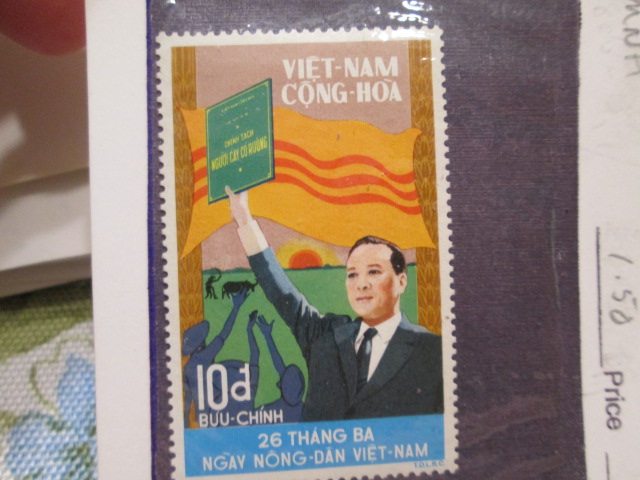 VIỆT-NAM
CỘNG-HÒA
CHÍNH SÁCH
NGƯỜI CÀY CÓ RUỘNG
10đ
BƯU-CHÍNH
26 THÁNG BA
NGÀY NÔNG-DÂN VIỆT-NAM
MNH
1.50
Price